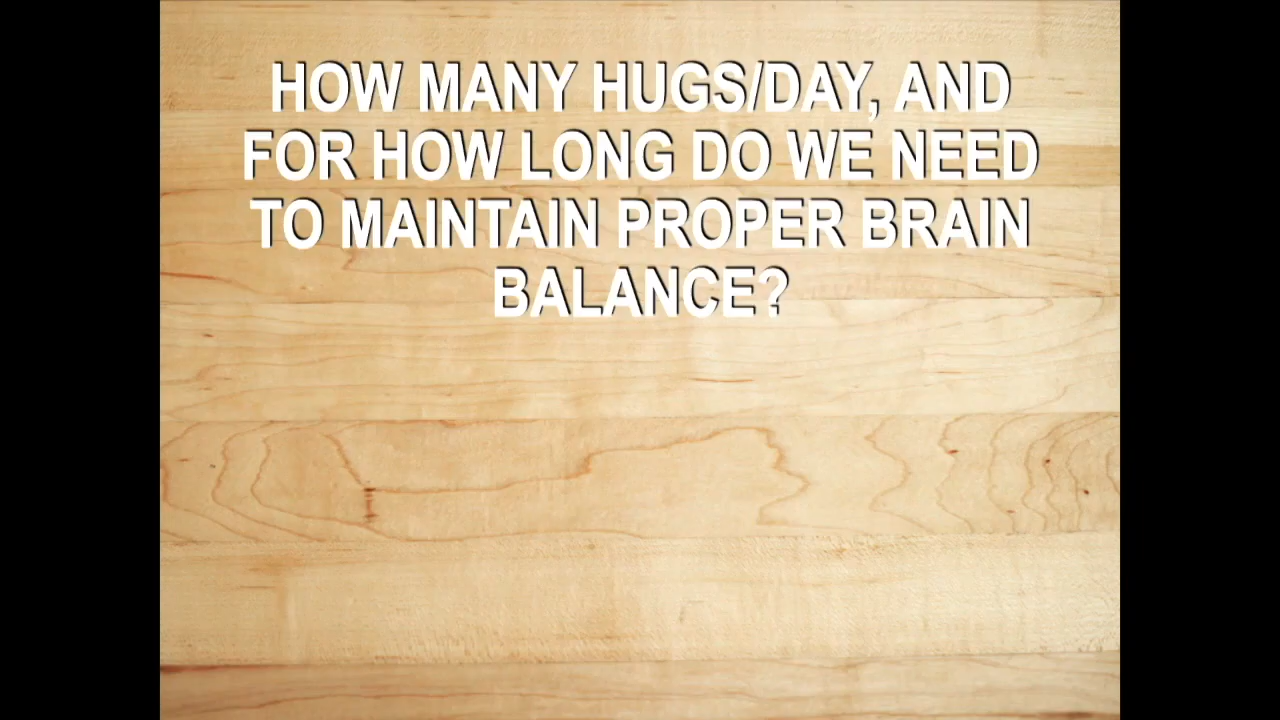 HOW MANY HUGS/DAY, AND
FOR HOW LONG DO WE NEED
TO MAINTAIN PROPER BRAIN
BALANCE?